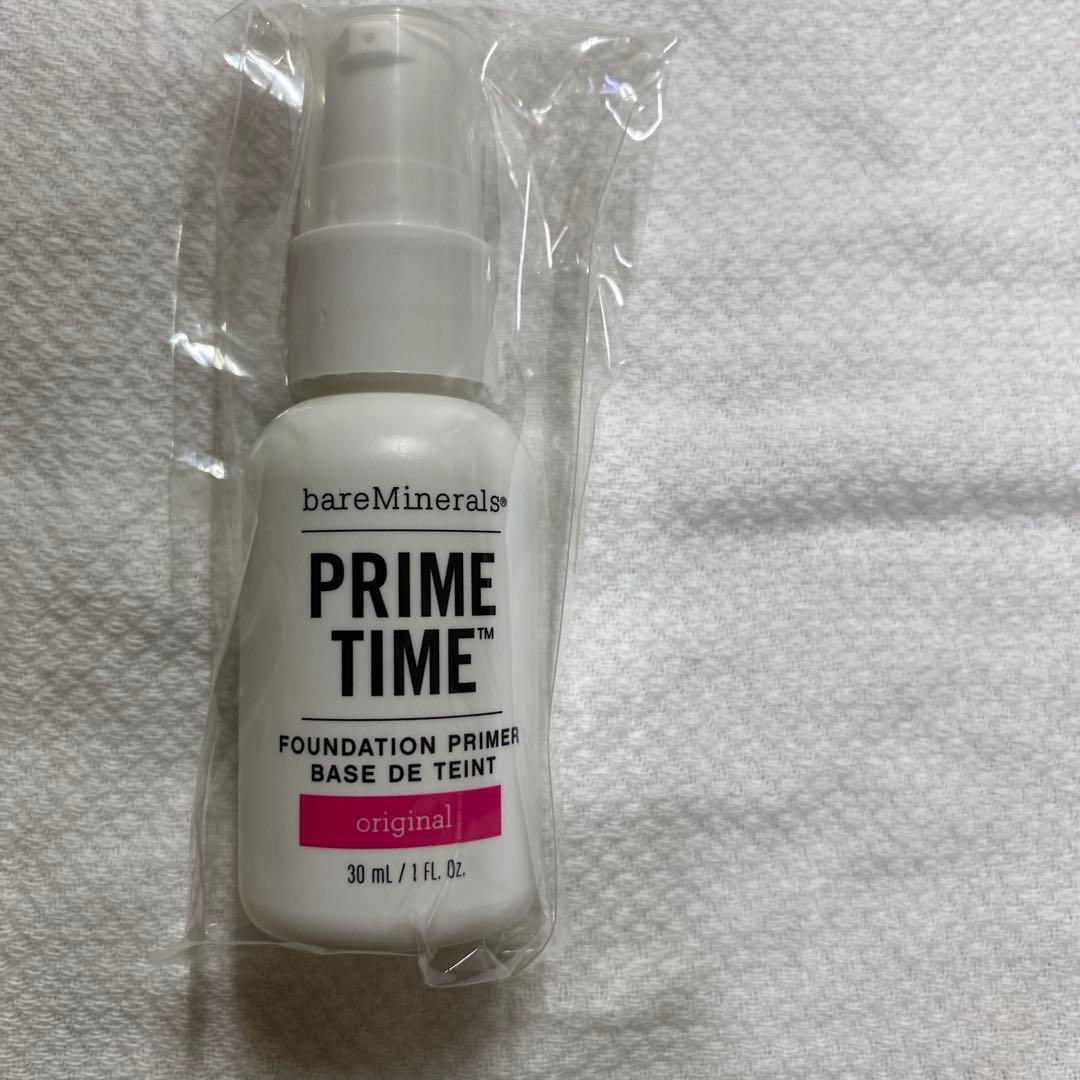 bareMinerals®
PRIME
TIME™
FOUNDATION PRIMER
BASE DE TEINT
original
30 mL / 1 FL. Oz.